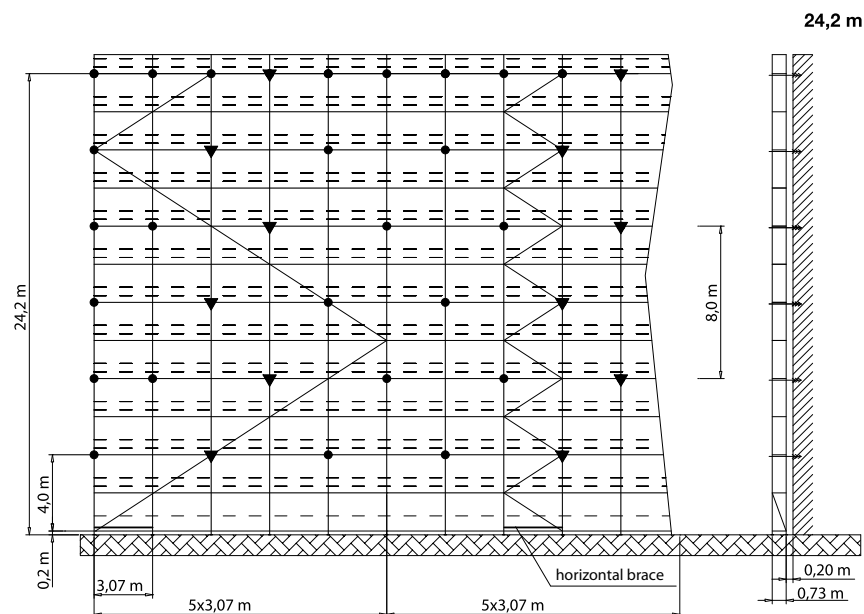 24,2 m
24,2 m
8,0 m
4,0 m
0,2 m
horizontal brace
3,07 m
0,20 m
0,73 m
5x3,07 m
5x3,07 m